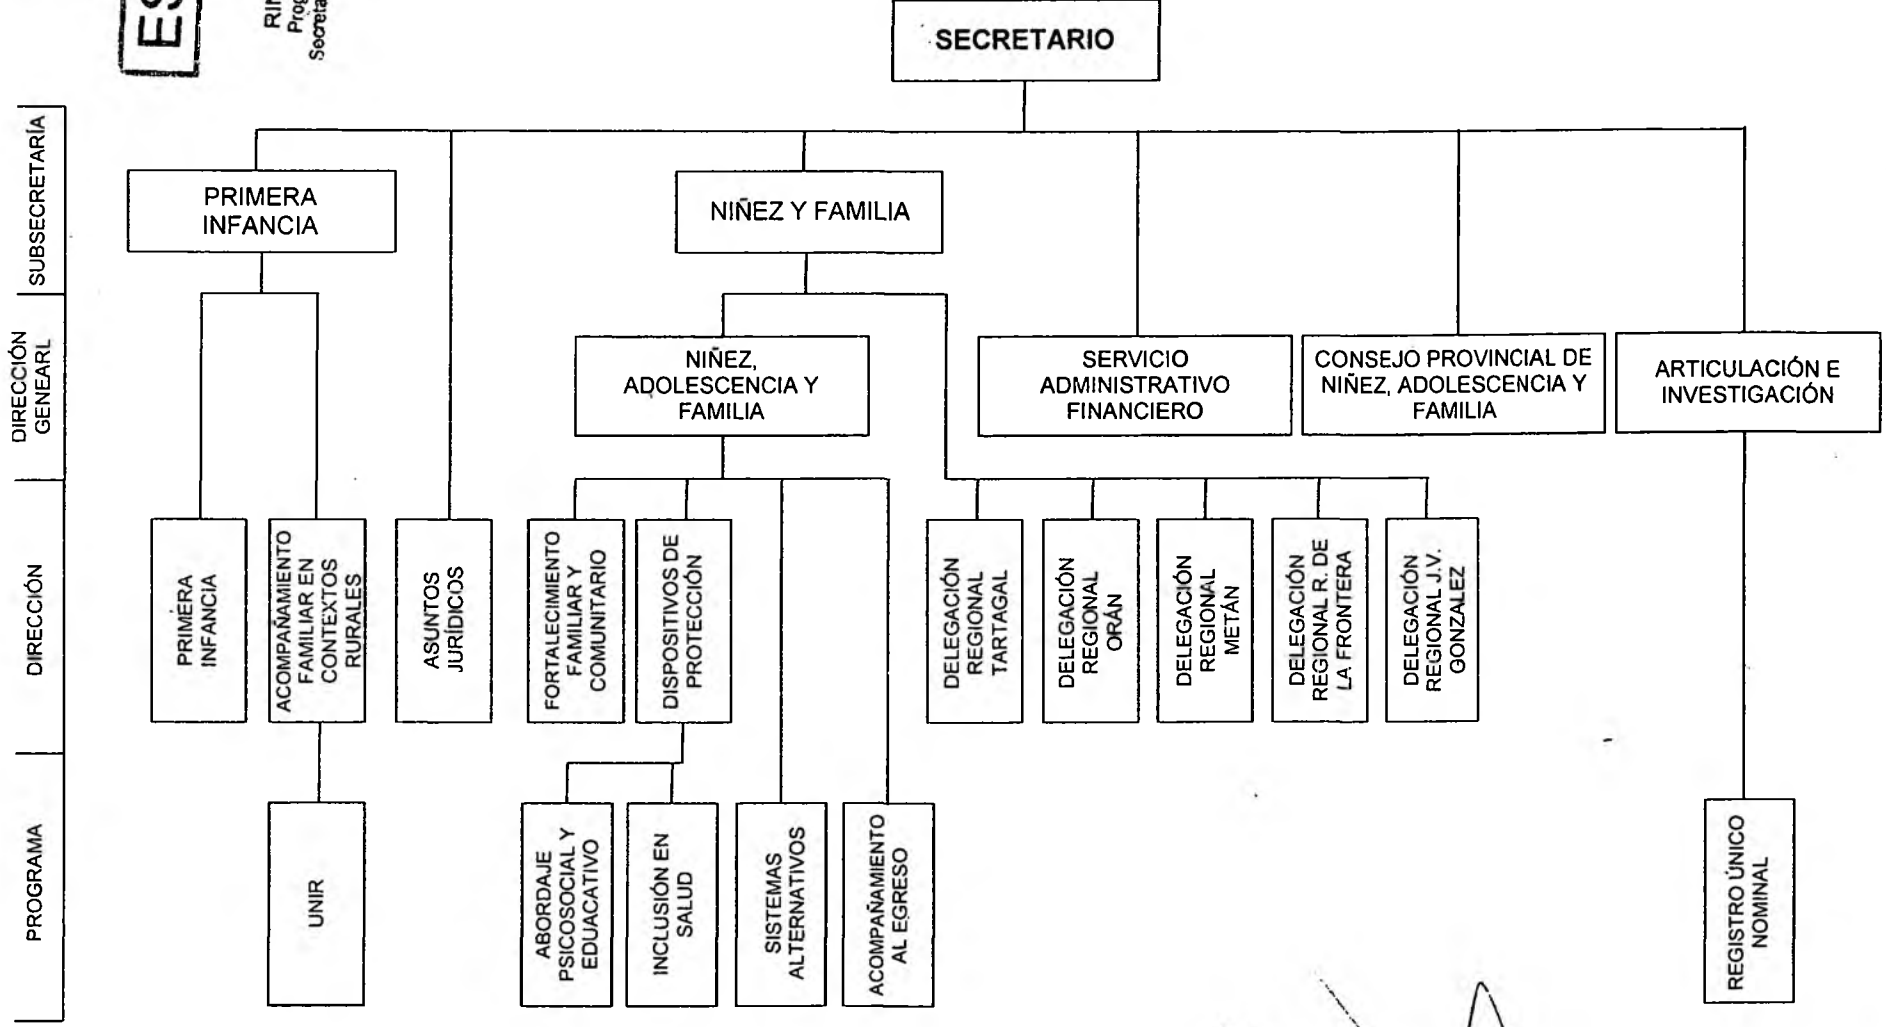 ES
SECRETARIO
SUBSECRETARÍA
PRIMERA
INFANCIA
NIÑEZ Y FAMILIA
DIRECCIÓN
GENEARL
NIÑEZ,
ADOLESCENCIA Y
FAMILIA
SERVICIO
ADMINISTRATIVO
FINANCIERO
CONSEJO PROVINCIAL DE
NIÑEZ, ADOLESCENCIA Y
FAMILIA
ARTICULACIÓN E
INVESTIGACIÓN
DIRECCIÓN
PRIMERA
INFANCIA
ACOMPAÑAMIENTO
FAMILIAR EN
CONTEXTOS
RURALES
ASUNTOS
JURÍDICOS
FORTALECIMIENTO
FAMILIAR Y
COMUNITARIO
DISPOSITIVOS DE
PROTECCIÓN
DELEGACIÓN
REGIONAL
TARTAGAL
DELEGACIÓN
REGIONAL
ORÁN
DELEGACIÓN
REGIONAL
METÁN
DELEGACIÓN
REGIONAL R. DE
LA FRONTERA
DELEGACIÓN
REGIONAL J.V.
GONZALEZ
PROGRAMA
UNIR
ABORDAJE
PSICOSOCIAL Y
EDUACATIVO
INCLUSIÓN EN
SALUD
SISTEMAS
ALTERNATIVOS
ACOMPAÑAMIENTO
AL EGRESO
REGISTRO ÚNICO
NOMINAL